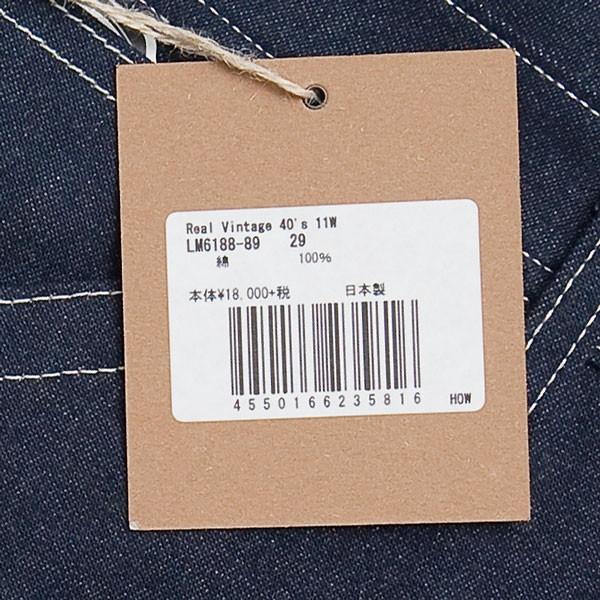 Real Vintage 40's 11W
LM6188-89 29
綿 100%
本体¥18,000+税 日本製
4550166235816 HOW